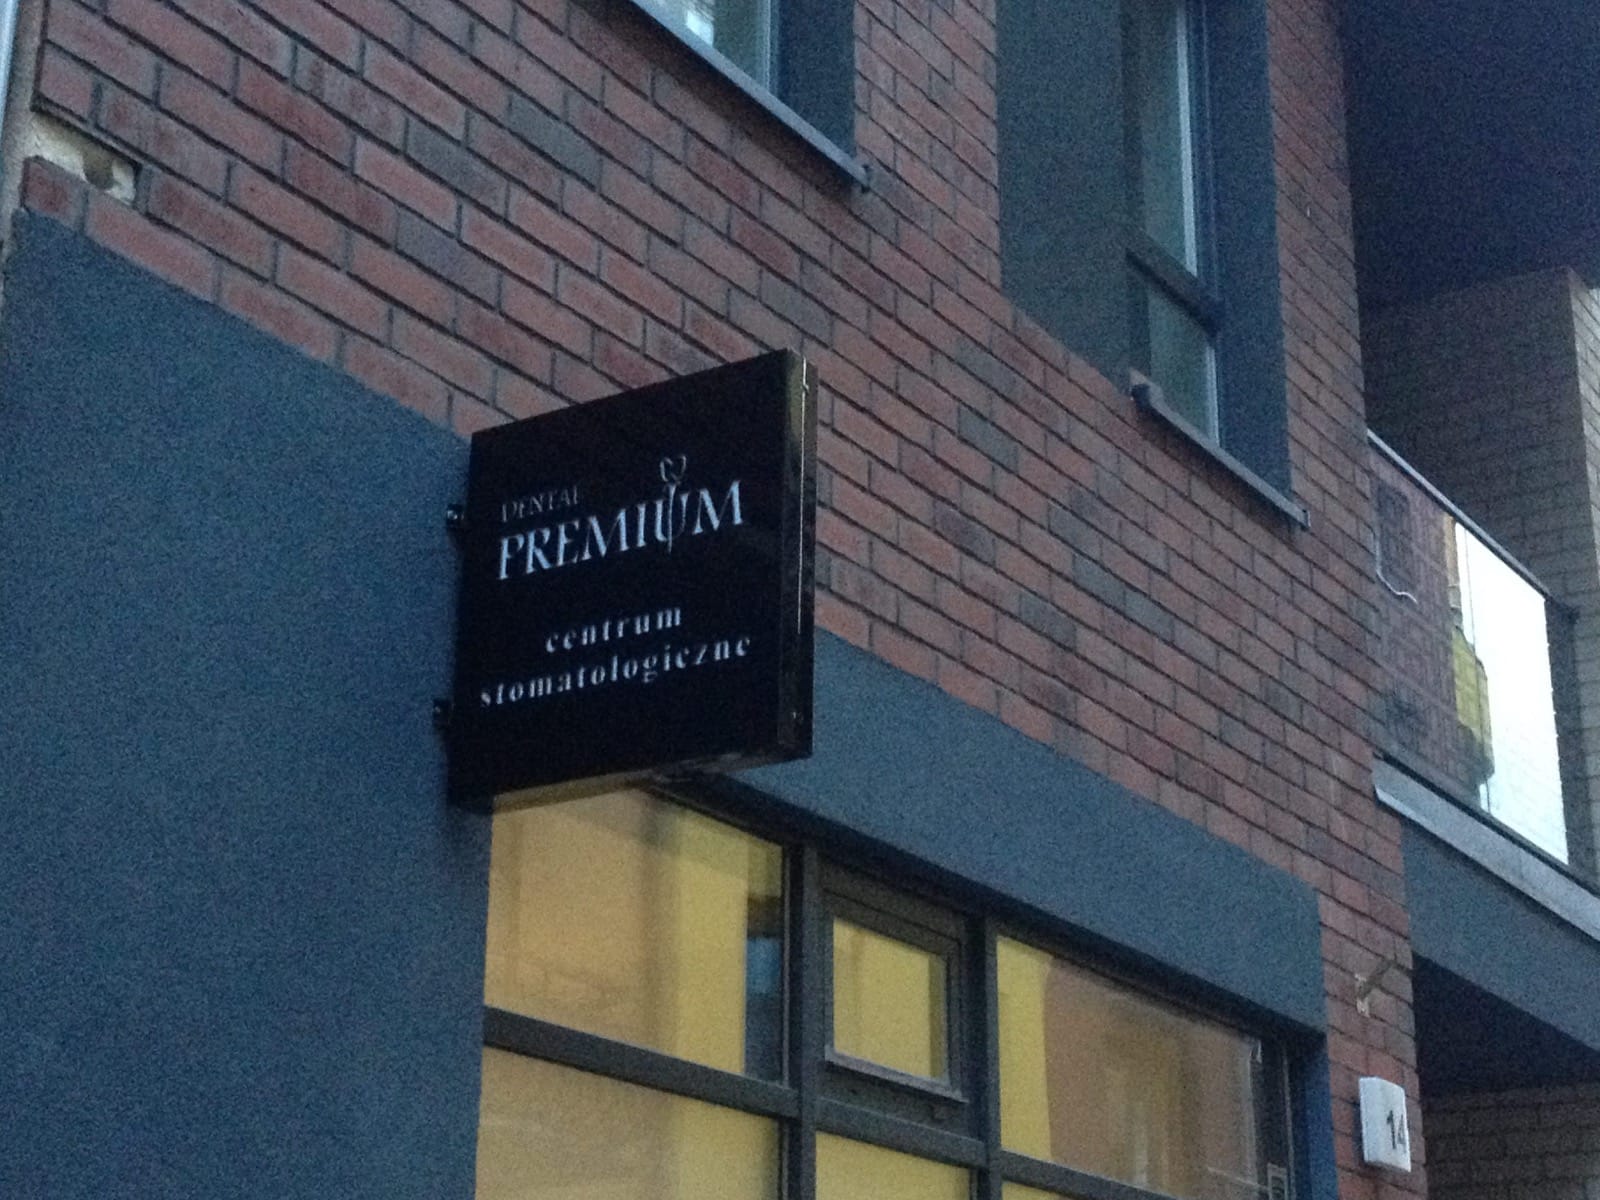 DENTAL
PREMIUM
centrum
stomatologiczne
14